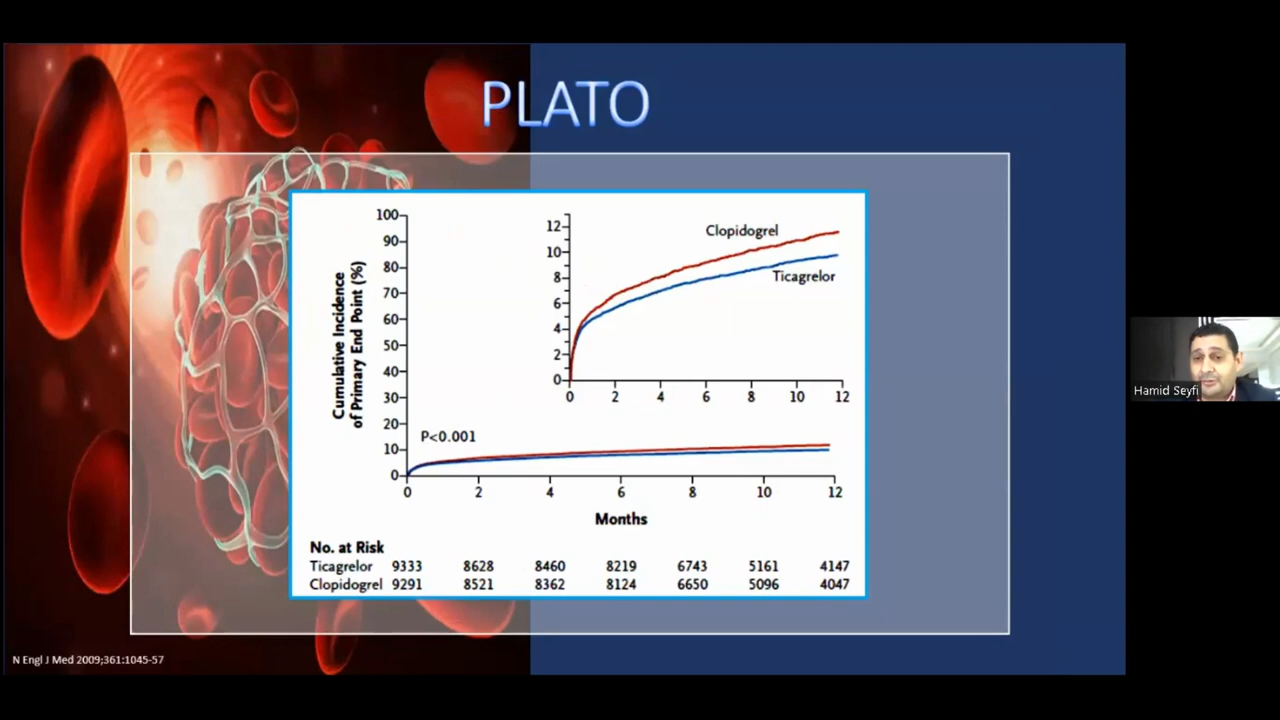 PLATO
Cumulative Incidence
of Primary End Point (%)
100
90
80
70
60
50
40
30
20
10
0
P<0.001
0 2 4 6 8 10 12
Months
12
10
8
6
4
2
0
0 2 4 6 8 10 12
Clopidogrel
Ticagrelor
No. at Risk
Ticagrelor 9333 8628 8460 8219 6743 5161 4147
Clopidogrel 9291 8521 8362 8124 6650 5096 4047
N Engl J Med 2009;361:1045-57
Hamid Seyfi